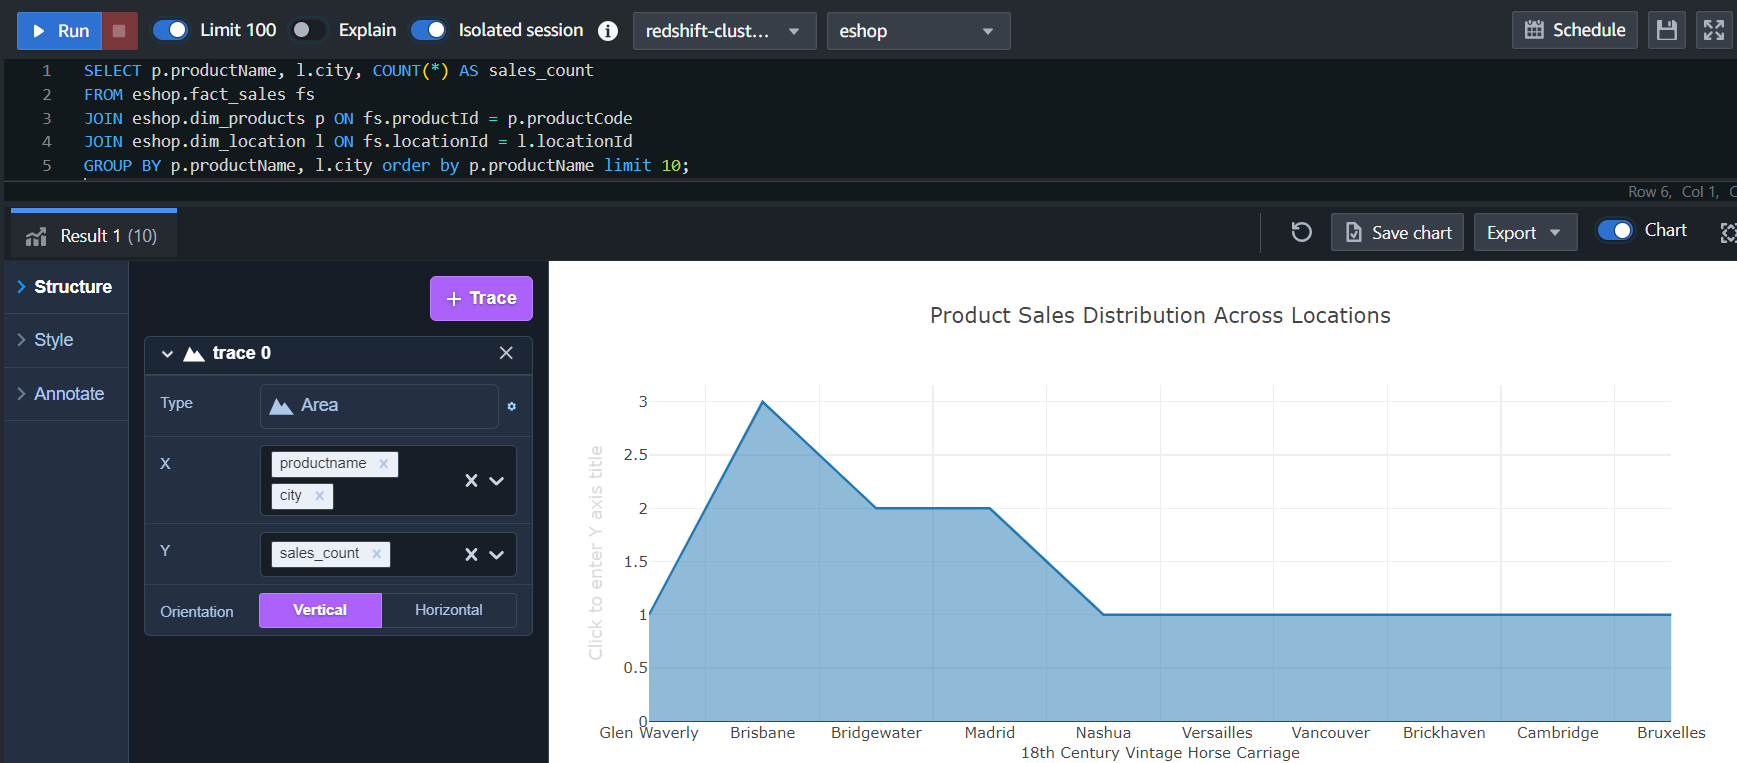 Run Limit 100 Explain Isolated session redshift-clust... eshop Schedule
1 SELECT p.productName, l.city, COUNT(*) AS sales_count
2 FROM eshop.fact_sales fs
3 JOIN eshop.dim_products p ON fs.productId = p.productCode
4 JOIN eshop.dim_location l ON fs.locationId = l.locationId
5 GROUP BY p.productName, l.city order by p.productName limit 10;
Row 6, Col 1, C
Result 1 (10) Save chart Export Chart
Structure
Style
Annotate
+ Trace
trace 0
Type Area
X productname
city
Y sales_count
Orientation Vertical Horizontal
Product Sales Distribution Across Locations
Click to enter Y axis title
3
2.5
2
1.5
1
0.5
0
Glen Waverly Brisbane Bridgewater Madrid Nashua Versailles Vancouver Brickhaven Cambridge Bruxelles
18th Century Vintage Horse Carriage